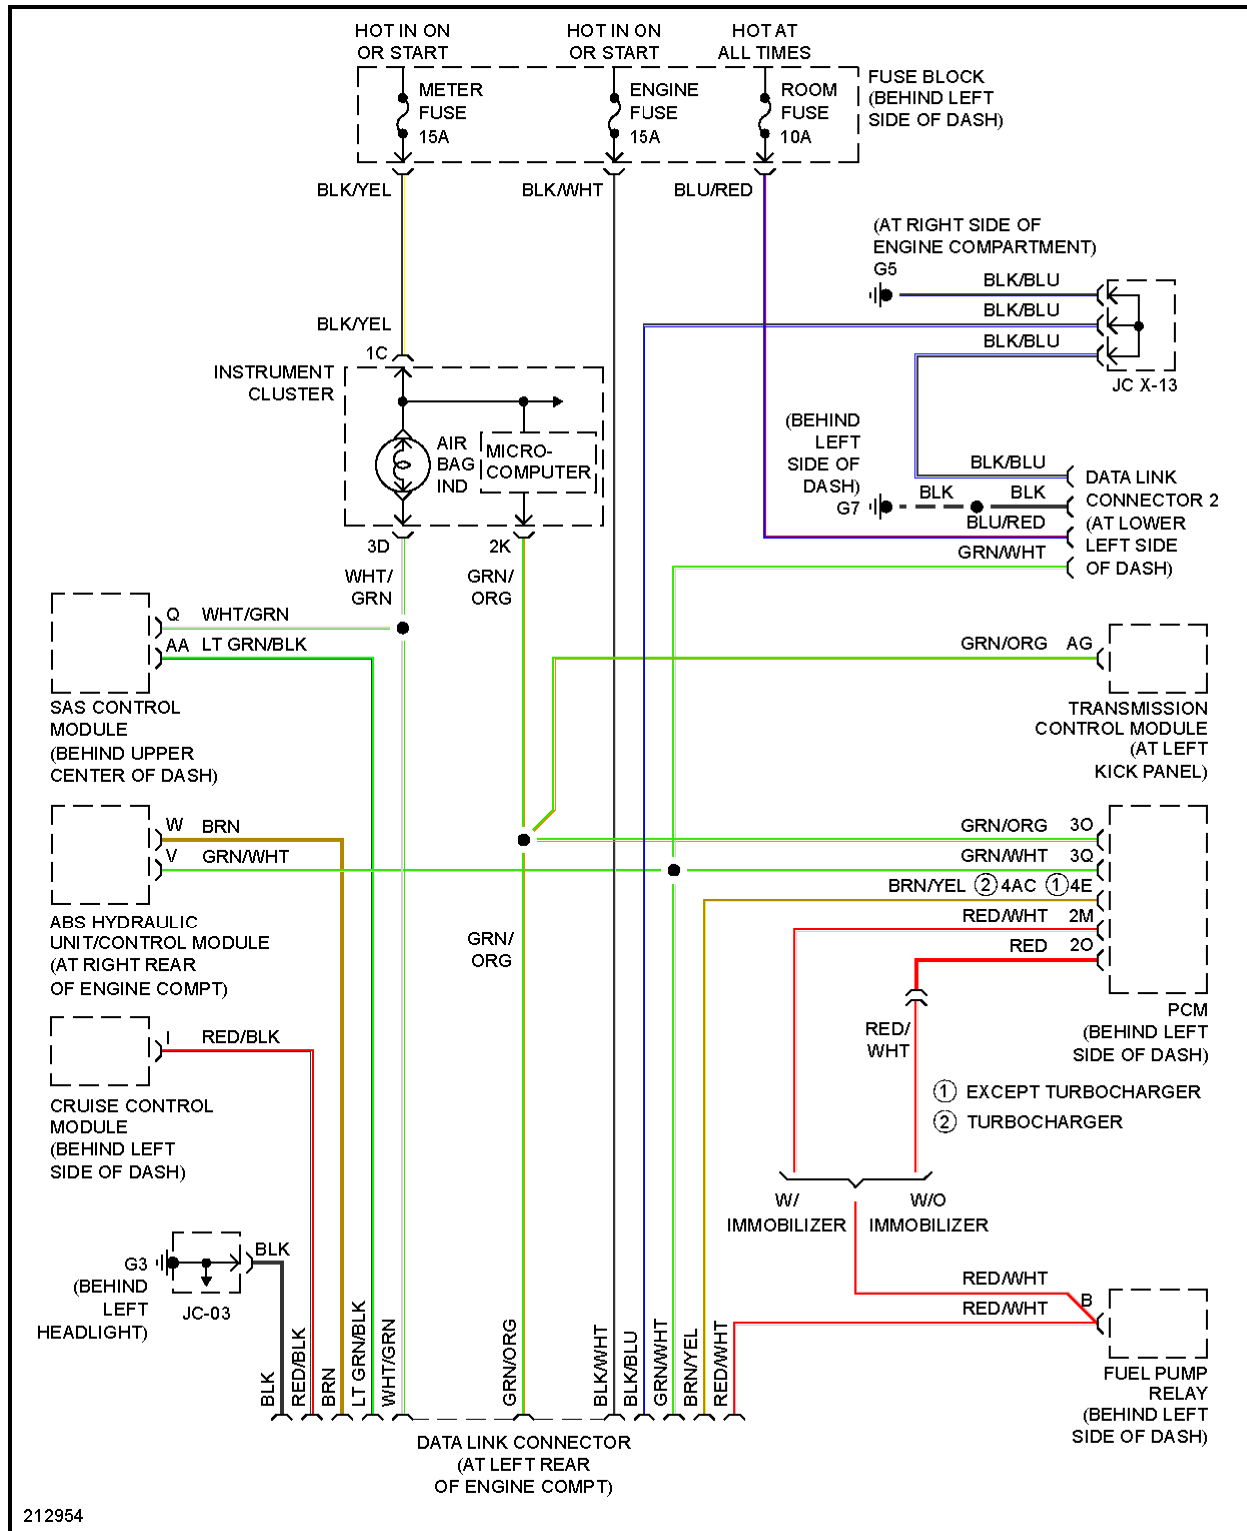 HOT IN ON
OR START
HOT IN ON
OR START
HOT AT
ALL TIMES
METER
FUSE
15A
ENGINE
FUSE
15A
ROOM
FUSE
10A
FUSE BLOCK
(BEHIND LEFT
SIDE OF DASH)
BLK/YEL
BLK/WHT
BLU/RED
(AT RIGHT SIDE OF
ENGINE COMPARTMENT)
G5
BLK/BLU
BLK/BLU
BLK/BLU
JC X-13
BLK/YEL
1C
INSTRUMENT
CLUSTER
AIR
BAG
IND
MICRO-
COMPUTER
3D
2K
WHT/
GRN
GRN/
ORG
(BEHIND
LEFT
SIDE OF
DASH)
G7
BLK/BLU
BLK
BLK
BLU/RED
GRN/WHT
DATA LINK
CONNECTOR 2
(AT LOWER
LEFT SIDE
OF DASH)
Q
WHT/GRN
AA
LT GRN/BLK
SAS CONTROL
MODULE
(BEHIND UPPER
CENTER OF DASH)
GRN/ORG
AG
TRANSMISSION
CONTROL MODULE
(AT LEFT
KICK PANEL)
W
BRN
V
GRN/WHT
ABS HYDRAULIC
UNIT/CONTROL MODULE
(AT RIGHT REAR
OF ENGINE COMPT)
GRN/
ORG
GRN/ORG
3O
GRN/WHT
3Q
BRN/YEL
2 4AC
1 4E
RED/WHT
2M
RED
2O
PCM
(BEHIND LEFT
SIDE OF DASH)
RED/
WHT
1 EXCEPT TURBOCHARGER
2 TURBOCHARGER
I
RED/BLK
CRUISE CONTROL
MODULE
(BEHIND LEFT
SIDE OF DASH)
W/
IMMOBILIZER
W/O
IMMOBILIZER
G3
(BEHIND
LEFT
HEADLIGHT)
JC-03
BLK
RED/WHT
RED/WHT
B
FUEL PUMP
RELAY
(BEHIND LEFT
SIDE OF DASH)
BLK
RED/BLK
BRN
LT GRN/BLK
WHT/GRN
GRN/ORG
BLK/WHT
BLK/BLU
GRN/WHT
BRN/YEL
RED/WHT
DATA LINK CONNECTOR
(AT LEFT REAR
OF ENGINE COMPT)
212954